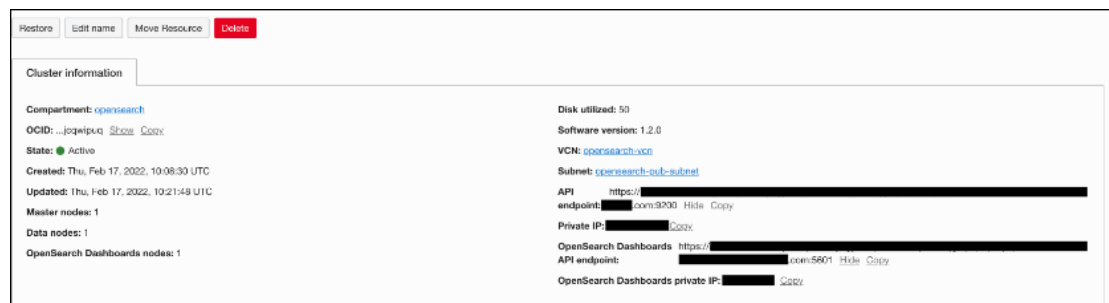 Restore Edit name Move Resource Delete
Cluster information
Compartment: opensearch
OCID: ...jcqwipuq Show Copy
State: Active
Created: Thu, Feb 17, 2022, 10:08:30 UTC
Updated: Thu, Feb 17, 2022, 10:21:48 UTC
Master nodes: 1
Data nodes: 1
OpenSearch Dashboards nodes: 1
Disk utilized: 50
Software version: 1.2.0
VCN: opensearch-vcn
Subnet: opensearch-pub-subnet
API https://
endpoint: .com:9200 Hide Copy
Private IP: Copy
OpenSearch Dashboards https://
API endpoint: .com:5601 Hide Copy
OpenSearch Dashboards private IP: Copy